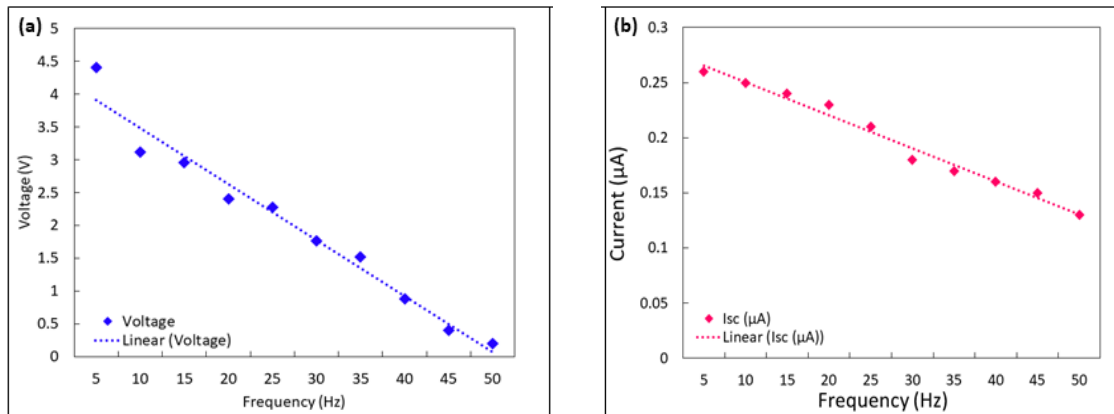 (a)
5
4.5
4
3.5
3
2.5
2
1.5
1
0.5
0
Voltage (V)
Voltage
Linear (Voltage)
5 10 15 20 25 30 35 40 45 50
Frequency (Hz)
(b)
0.3
0.25
0.2
0.15
0.1
0.05
0
Current (µA)
Isc (µA)
Linear (Isc (µA))
5 10 15 20 25 30 35 40 45 50
Frequency (Hz)